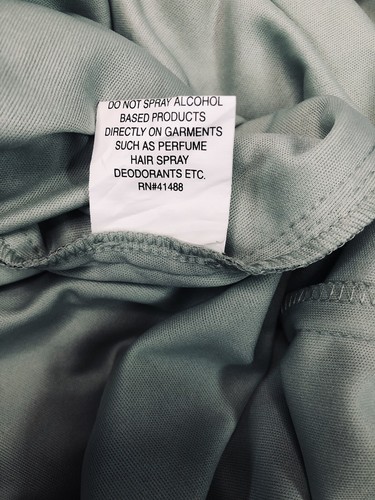 DO NOT SPRAY ALCOHOL
BASED PRODUCTS
DIRECTLY ON GARMENTS
SUCH AS PERFUME
HAIR SPRAY
DEODORANTS ETC.
RN#41488